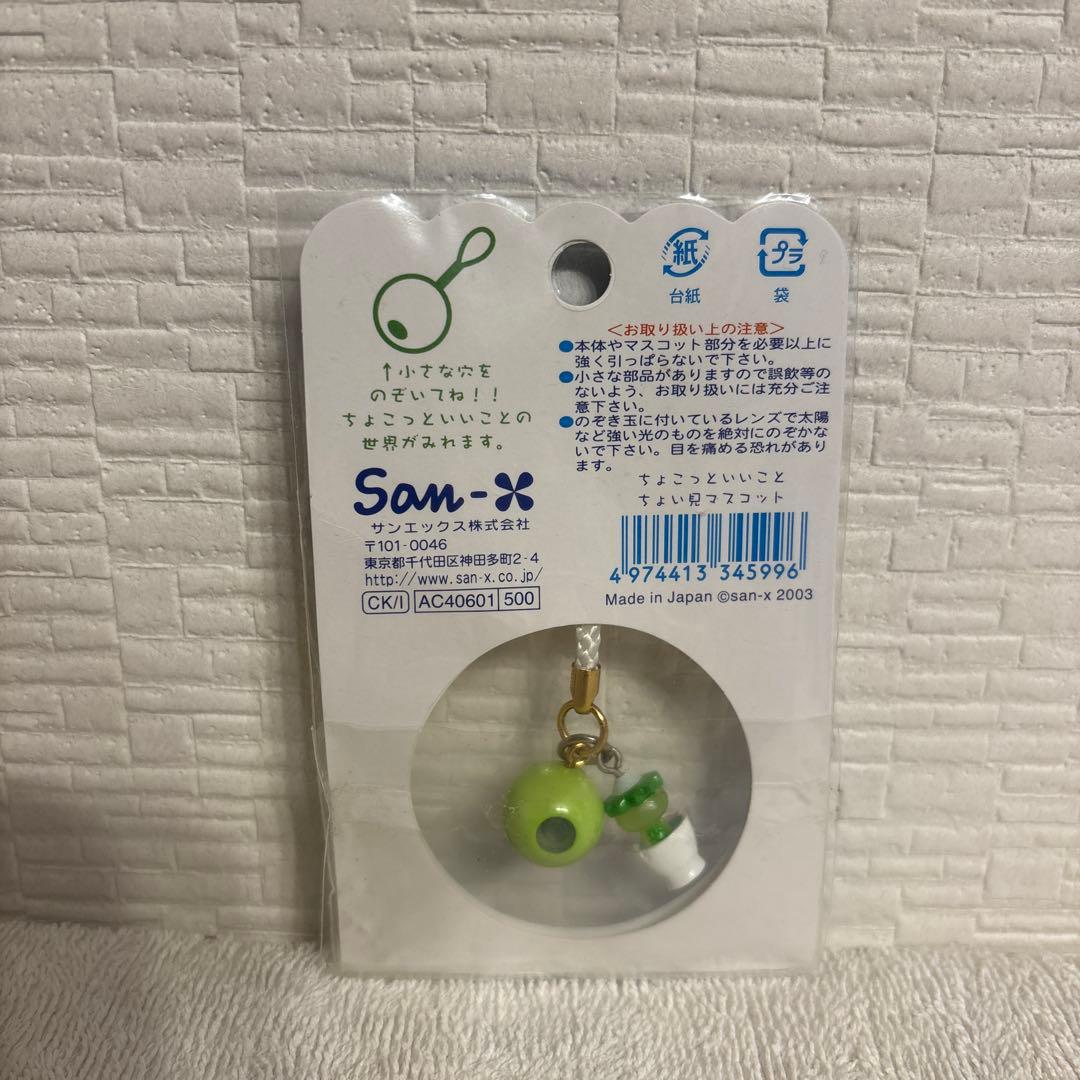 ↑小さな穴を
のぞいてね！！
ちょこっといいことの
世界がみれます。
San-X
サンエックス株式会社
〒101-0046
東京都千代田区神田多町2-4
http://www.san-x.co.jp/
CK/I AC40601 500
紙
台紙
プラ
袋
＜お取り扱い上の注意＞
●本体やマスコット部分を必要以上に
強く引っぱらないで下さい。
●小さな部品がありますので誤飲等の
ないよう、お取り扱いには充分ご注
意下さい。
●のぞき玉に付いているレンズで太陽
など強い光のものを絶対にのぞかな
いで下さい。目を痛める恐れがあり
ます。
ちょこっといいこと
ちょい見マスコット
4 974413 345996
Made in Japan ©san-x 2003